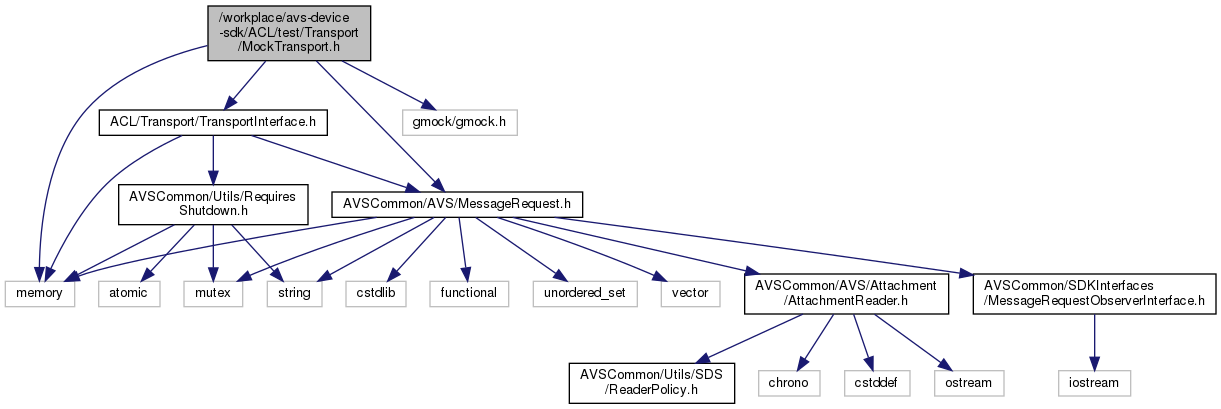 /workplace/avs-device
-sdk/ACL/test/Transport
/MockTransport.h
ACL/Transport/TransportInterface.h
gmock/gmock.h
AVSCommon/Utils/Requires
Shutdown.h
AVSCommon/AVS/MessageRequest.h
memory
atomic
mutex
string
cstdlib
functional
unordered_set
vector
AVSCommon/AVS/Attachment
/AttachmentReader.h
AVSCommon/SDKInterfaces
/MessageRequestObserverInterface.h
AVSCommon/Utils/SDS
/ReaderPolicy.h
chrono
cstddef
ostream
iostream